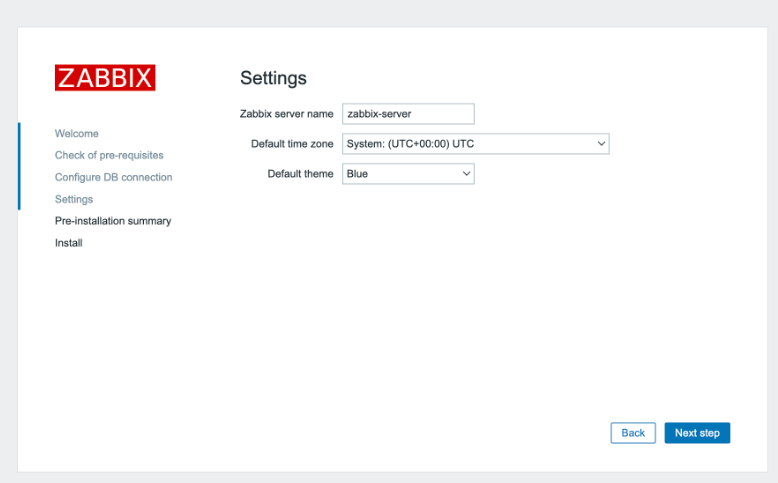 ZABBIX
Welcome
Check of pre-requisites
Configure DB connection
Settings
Pre-installation summary
Install
Settings
Zabbix server name zabbix-server
Default time zone System: (UTC+00:00) UTC
Default theme Blue
Back Next step